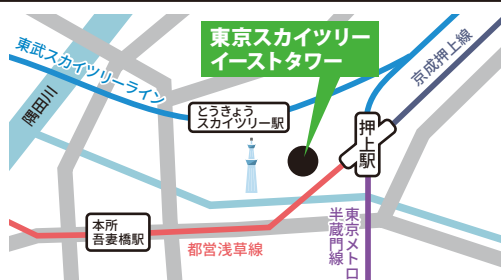 東京スカイツリー
イーストタワー
東武スカイツリーライン
京成押上線
隅田川
とうきょう
スカイツリー駅
押上駅
本所
吾妻橋駅
都営浅草線
東京メトロ
半蔵門線